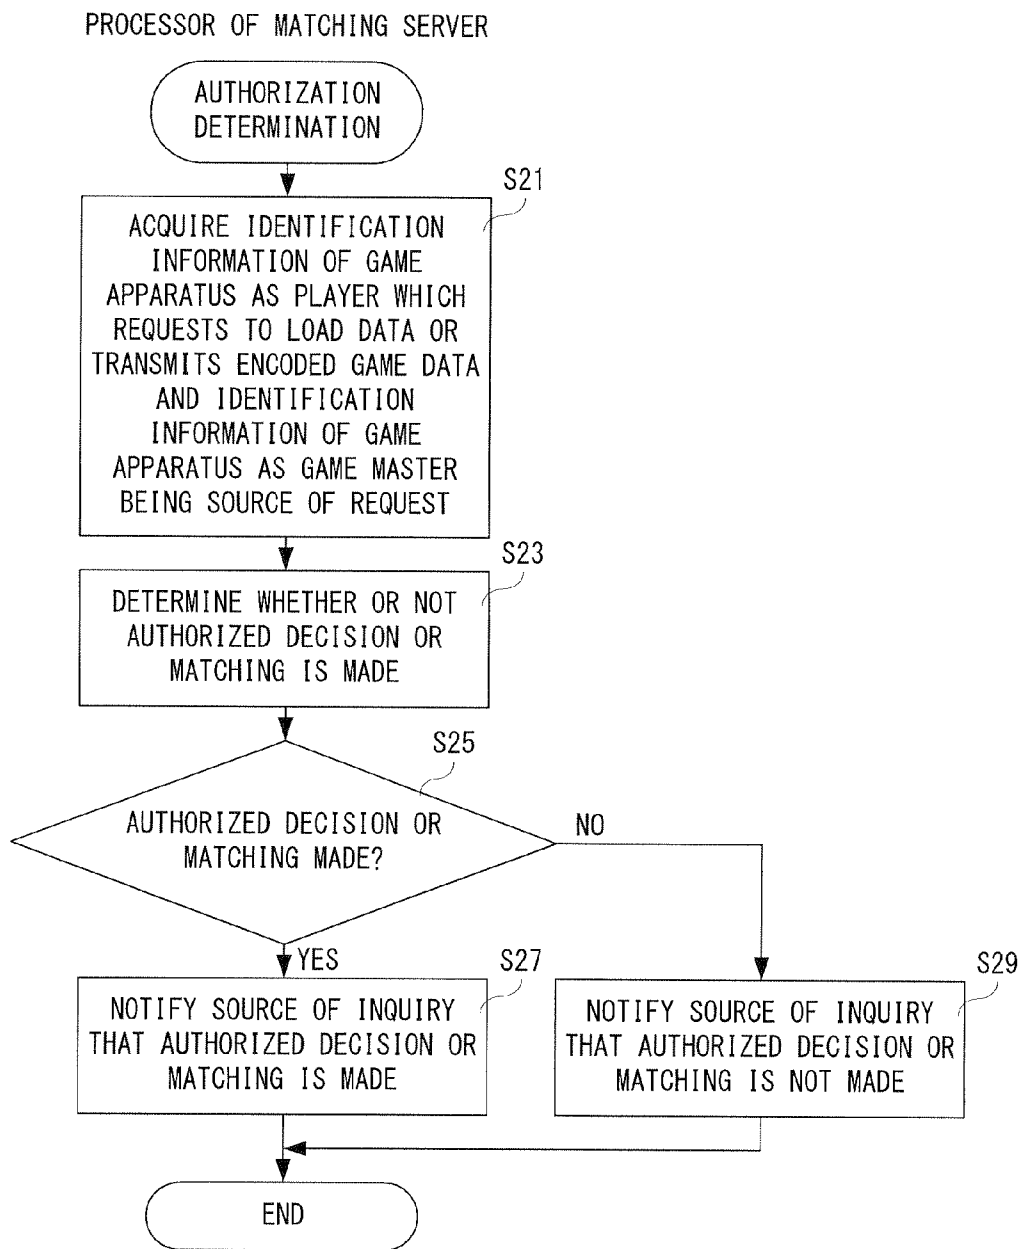 PROCESSOR OF MATCHING SERVER
AUTHORIZATION
DETERMINATION
S21
ACQUIRE IDENTIFICATION
INFORMATION OF GAME
APPARATUS AS PLAYER WHICH
REQUESTS TO LOAD DATA OR
TRANSMITS ENCODED GAME DATA
AND IDENTIFICATION
INFORMATION OF GAME
APPARATUS AS GAME MASTER
BEING SOURCE OF REQUEST
S23
DETERMINE WHETHER OR NOT
AUTHORIZED DECISION OR
MATCHING IS MADE
S25
AUTHORIZED DECISION OR
MATCHING MADE?
NO
YES
S27
NOTIFY SOURCE OF INQUIRY
THAT AUTHORIZED DECISION OR
MATCHING IS MADE
S29
NOTIFY SOURCE OF INQUIRY
THAT AUTHORIZED DECISION OR
MATCHING IS NOT MADE
END